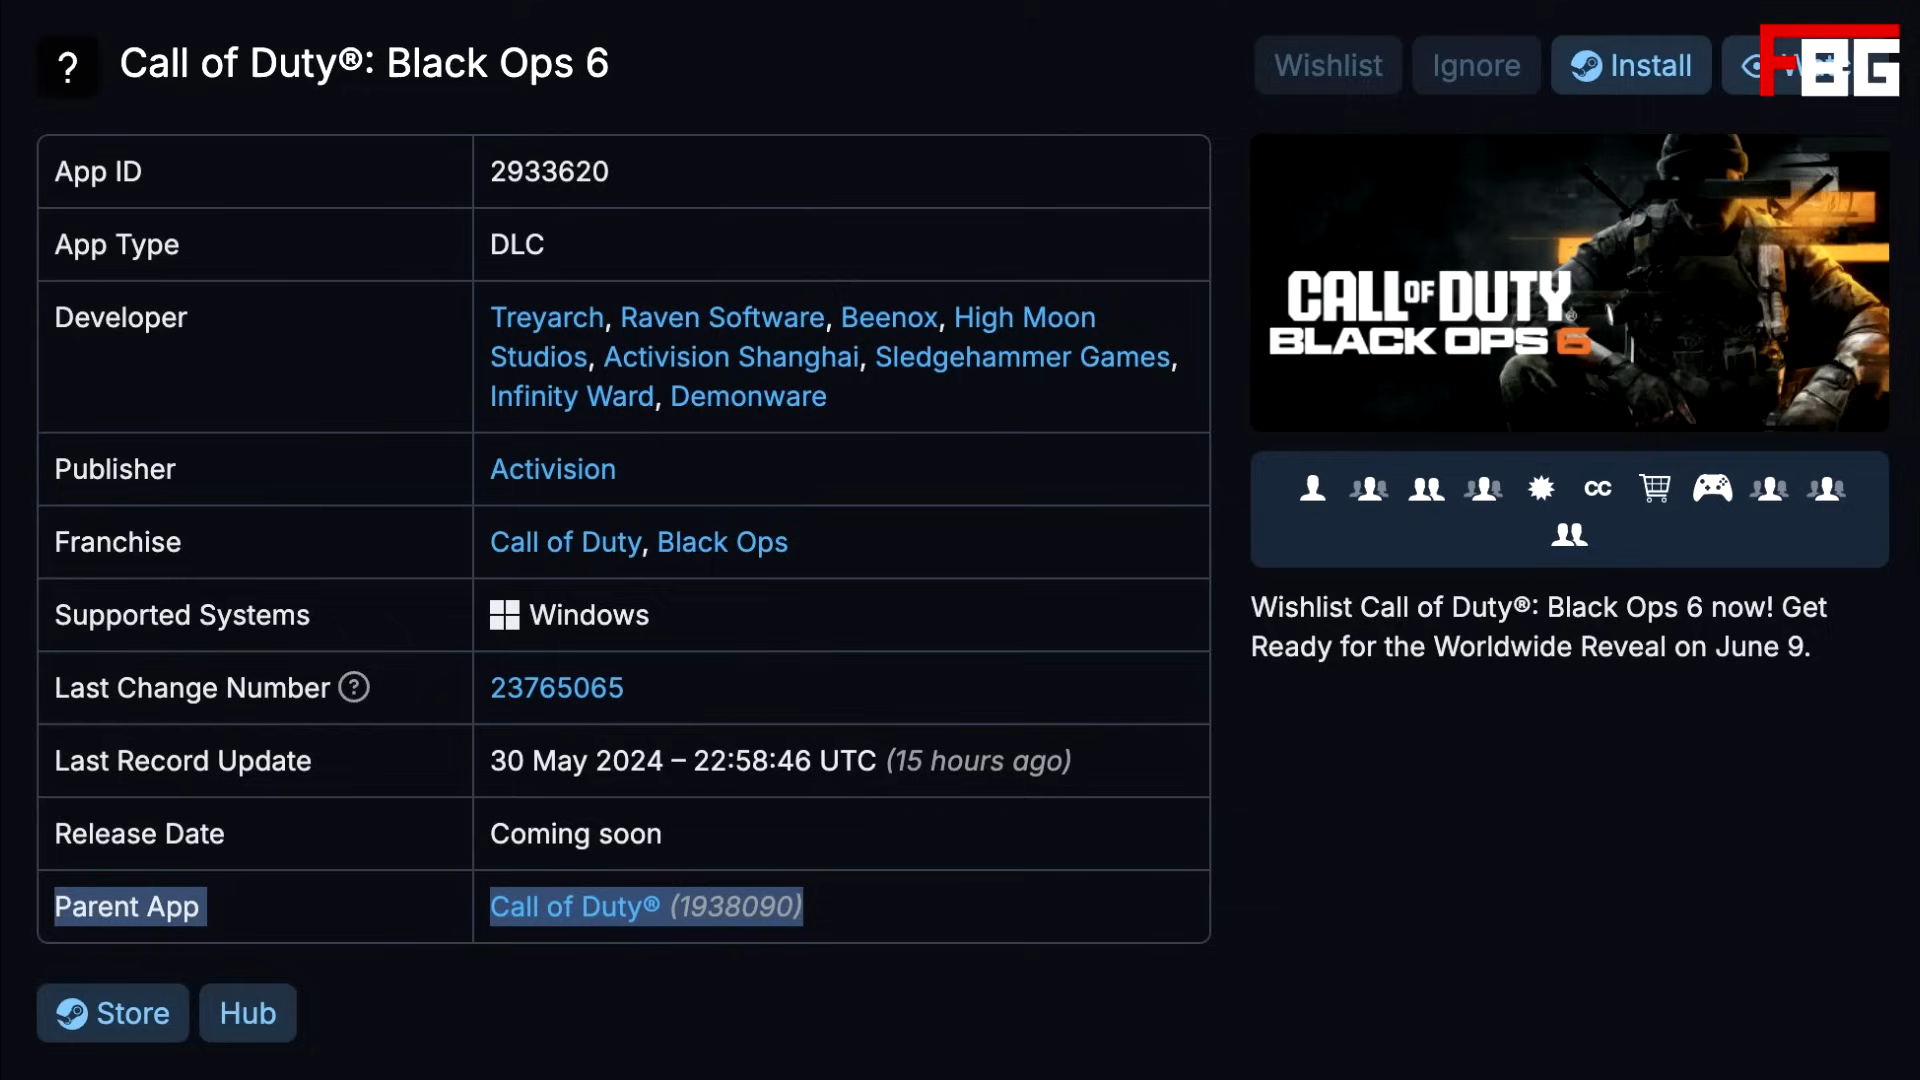 ?
Call of Duty®: Black Ops 6
Wishlist
Ignore
Install
FBG
App ID
2933620
App Type
DLC
Developer
Treyarch, Raven Software, Beenox, High Moon
Studios, Activision Shanghai, Sledgehammer Games,
Infinity Ward, Demonware
Publisher
Activision
Franchise
Call of Duty, Black Ops
Supported Systems
Windows
Last Change Number ?
23765065
Last Record Update
30 May 2024 – 22:58:46 UTC (15 hours ago)
Release Date
Coming soon
Parent App
Call of Duty® (1938090)
Store
Hub
CALL OF DUTY®
BLACK OPS 6
CC
Wishlist Call of Duty®: Black Ops 6 now! Get
Ready for the Worldwide Reveal on June 9.